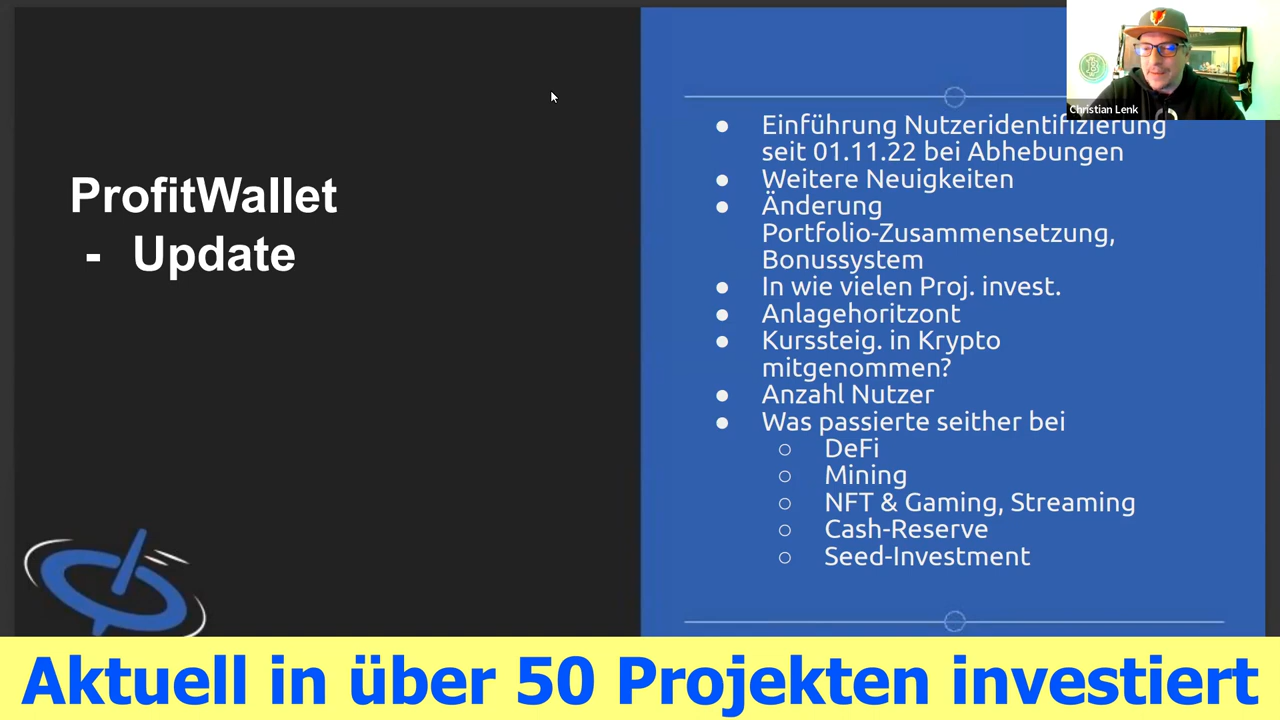 ProfitWallet
- Update
Christian Lenk
● Einführung Nutzeridentifizierung
seit 01.11.22 bei Abhebungen
● Weitere Neuigkeiten
● Änderung
Portfolio-Zusammensetzung,
Bonussystem
● In wie vielen Proj. invest.
● Anlagehoritzont
● Kurssteig. in Krypto
mitgenommen?
● Anzahl Nutzer
● Was passierte seither bei
○ DeFi
○ Mining
○ NFT & Gaming, Streaming
○ Cash-Reserve
○ Seed-Investment
Aktuell in über 50 Projekten investiert